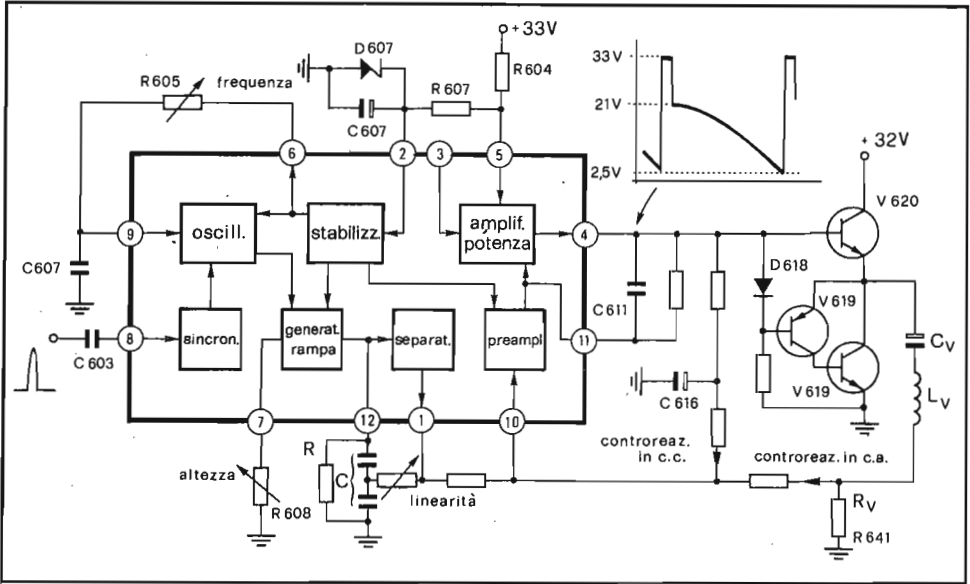 +33V
D607
R604
R605
frequenza
R607
C607
33V
21V
2,5V
+32V
V620
6
2
3
5
9
oscill.
stabilizz.
amplif.
potenza
4
C607
D618
V619
C611
CV
8
C603
sincron.
generat.
rampa
separat.
preampl
11
V619
LV
C616
7
12
1
10
controreaz.
in c.c.
controreaz. in c.a.
altezza
R
C
linearità
R608
RV
R641